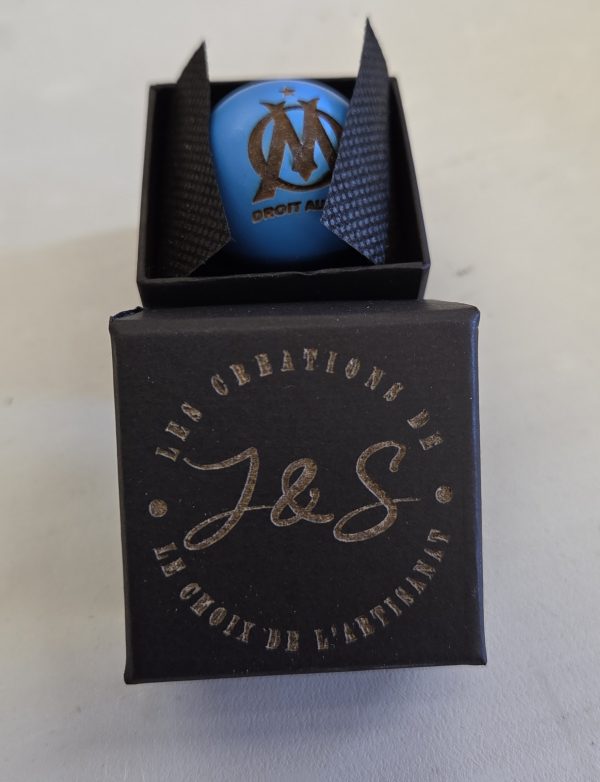 M
DROIT AU
LES CREATIONS DE
J&S
LE CHOIX DE L'ARTISANAT